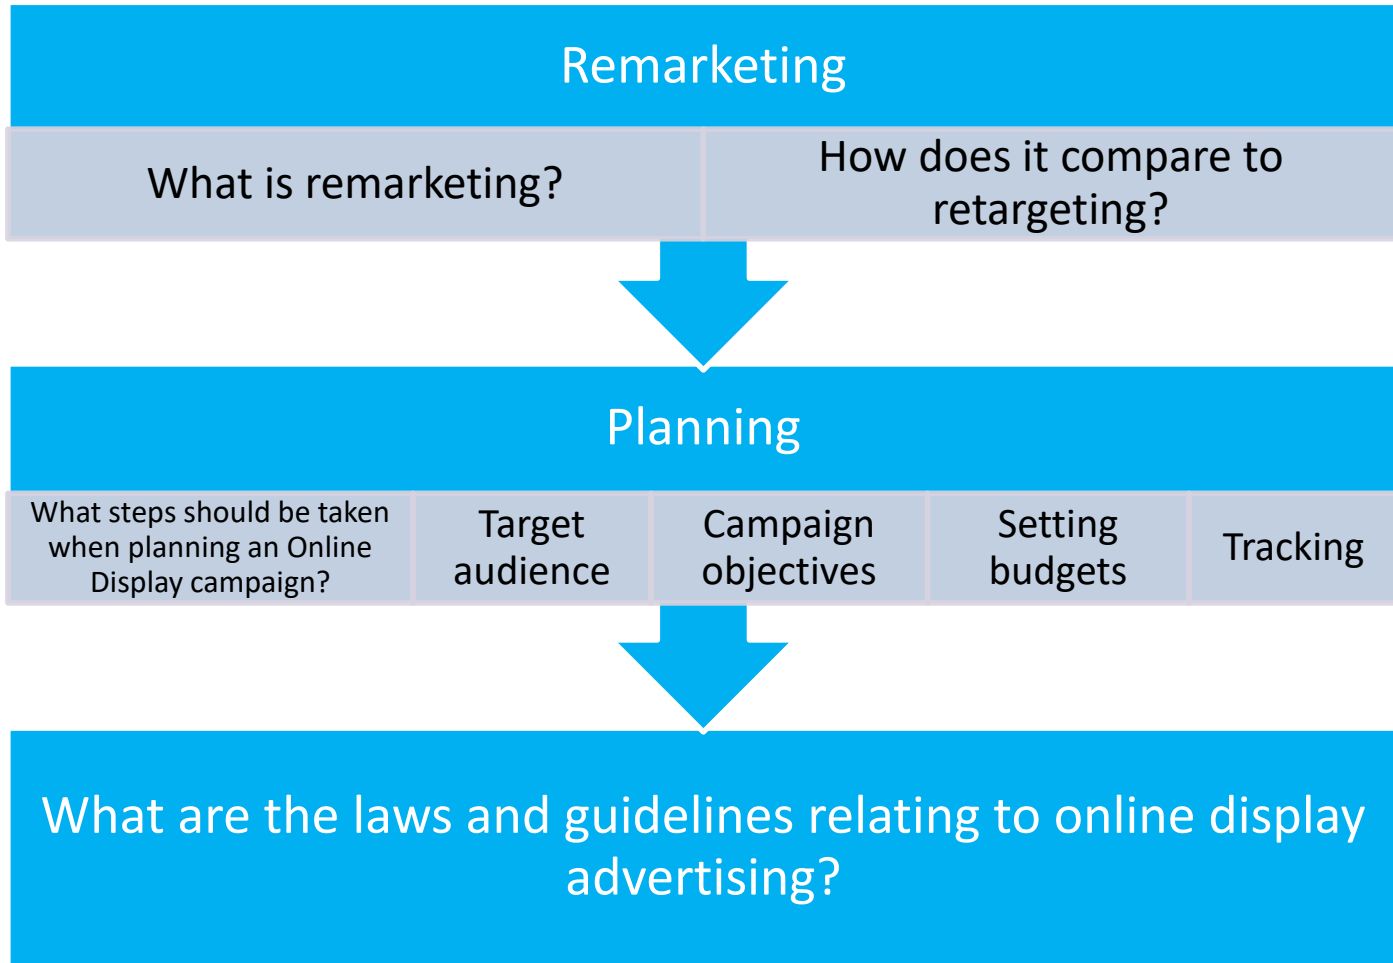 Remarketing
What is remarketing?
How does it compare to
retargeting?
Planning
What steps should be taken
when planning an Online
Display campaign?
Target
audience
Campaign
objectives
Setting
budgets
Tracking
What are the laws and guidelines relating to online display
advertising?